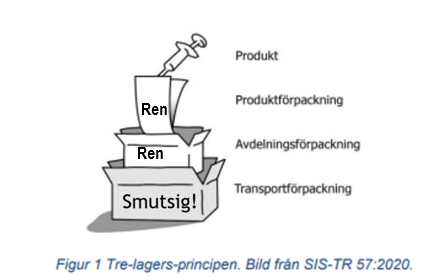 Produkt
Ren
Produktförpackning
Ren
Avdelningsförpackning
Smutsig!
Transportförpackning
Figur 1 Tre-lagers-principen. Bild från SIS-TR 57:2020.